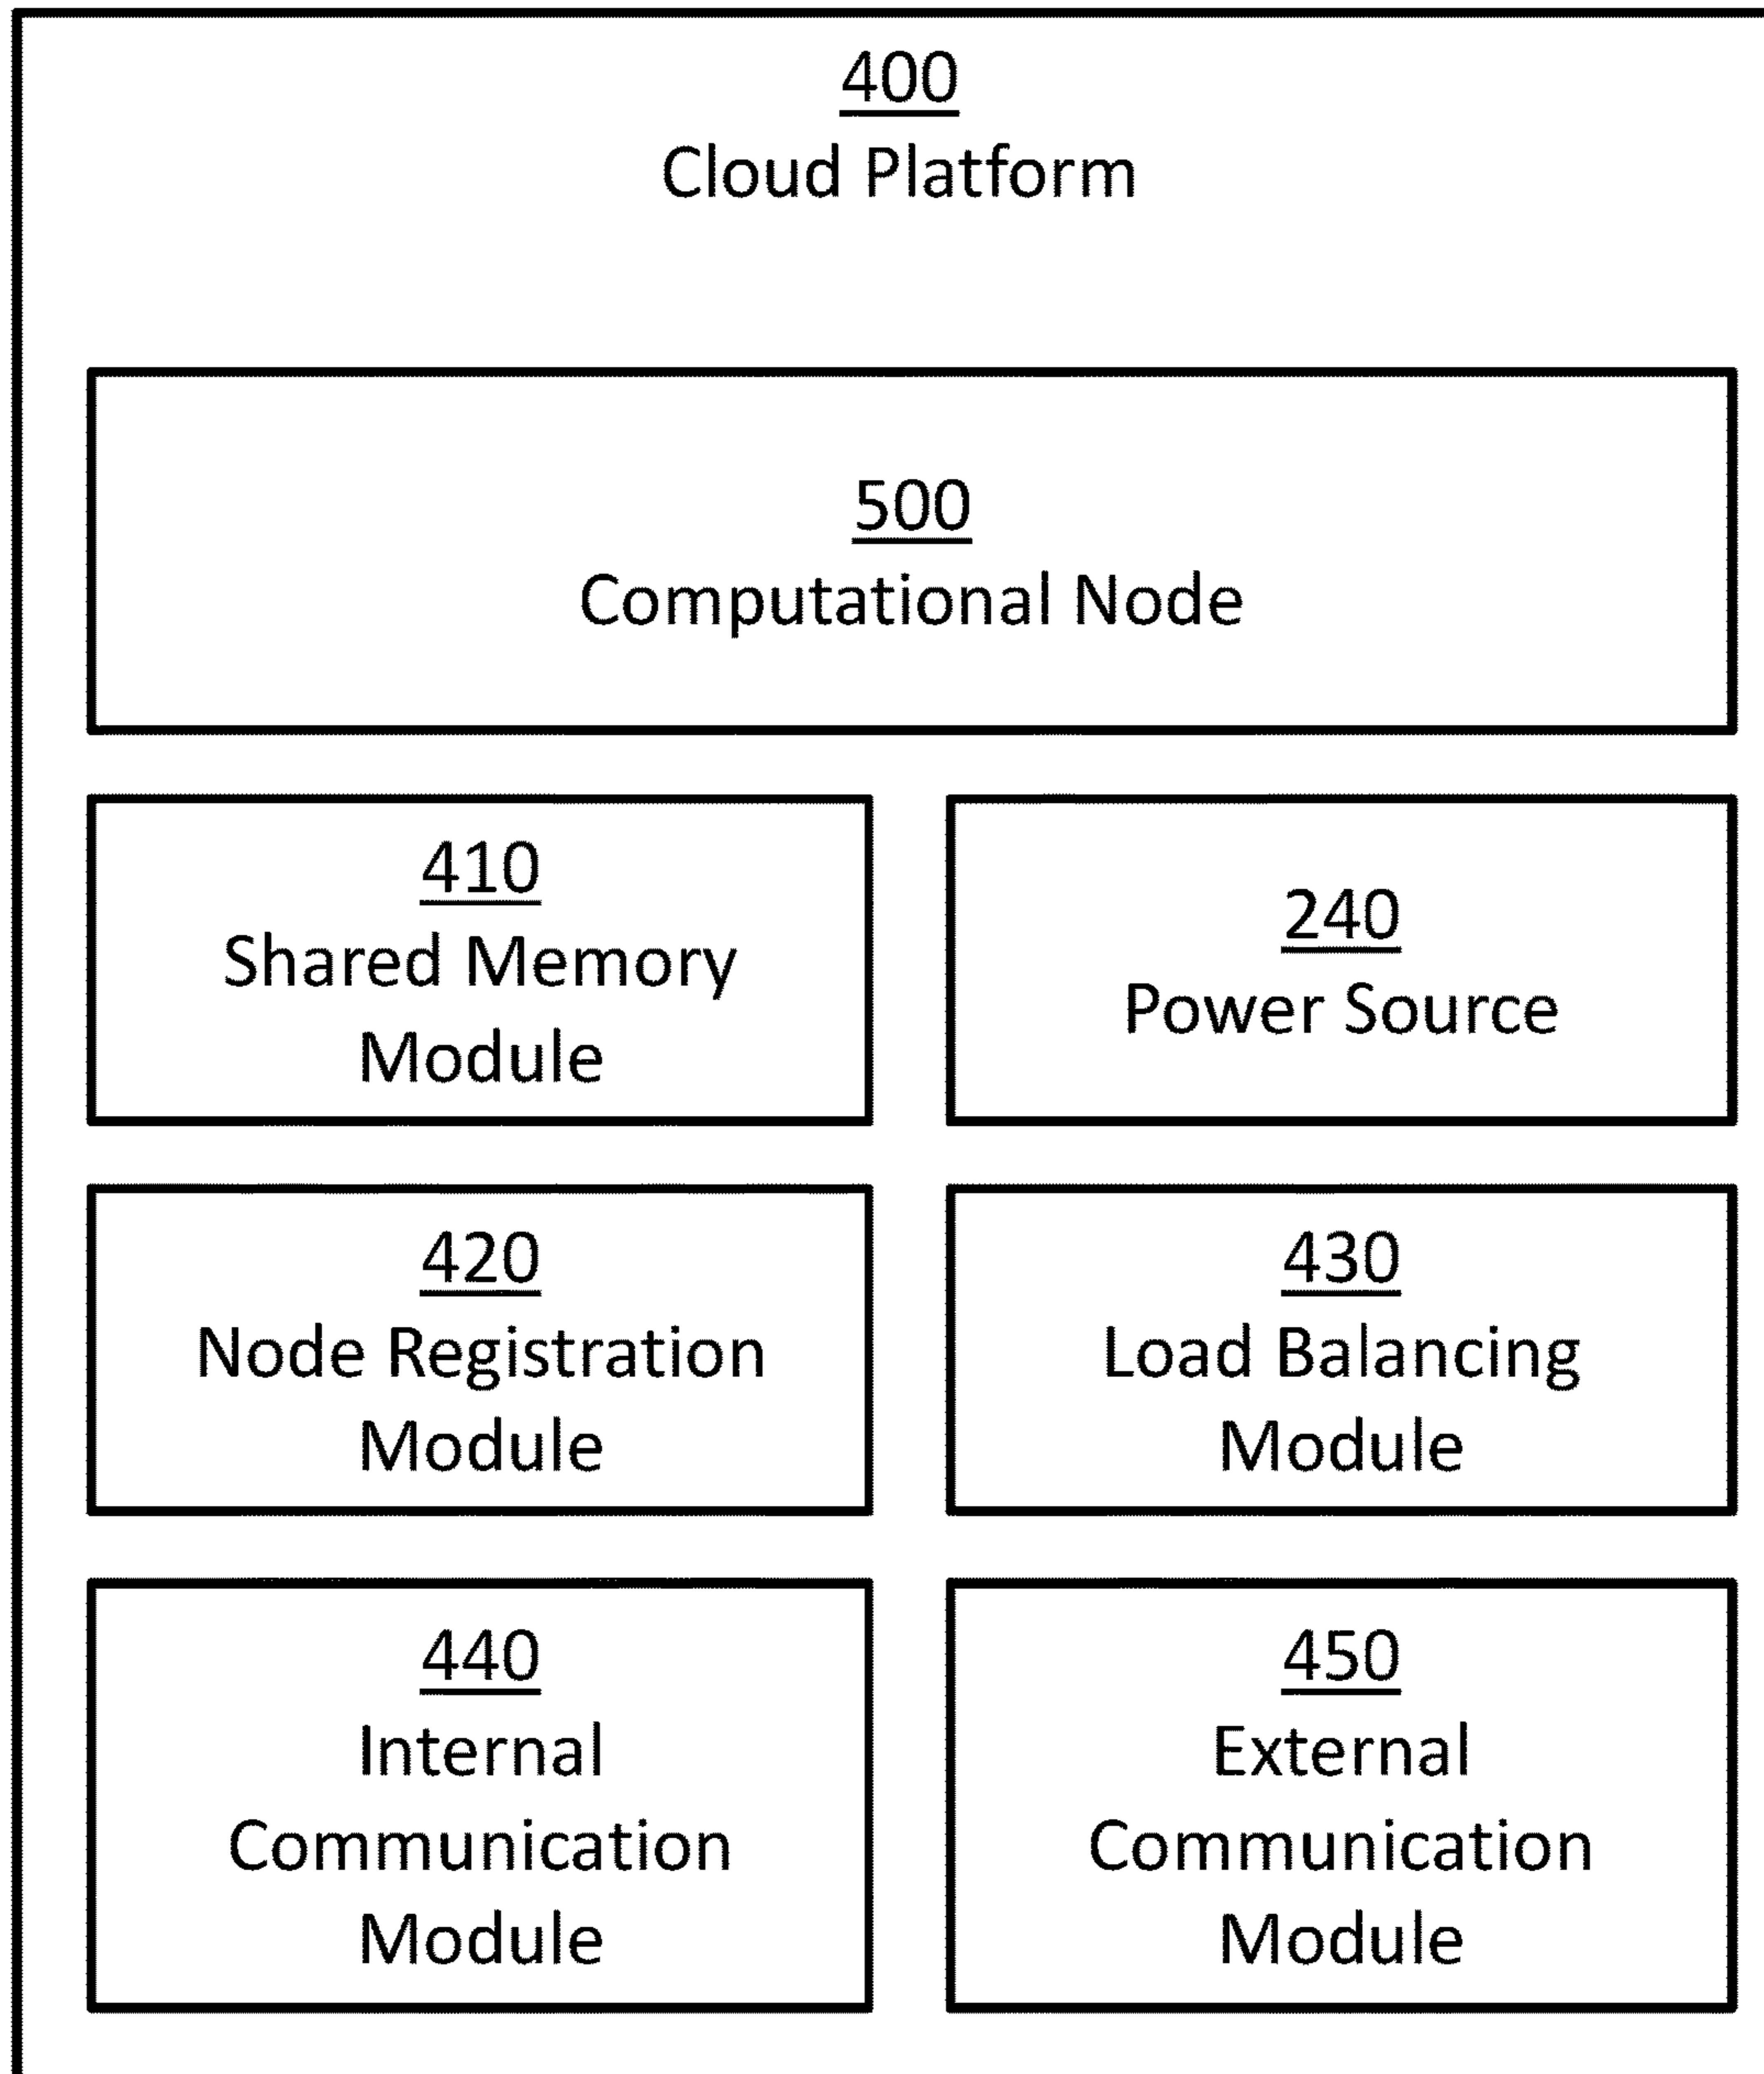 400
Cloud Platform
500
Computational Node
410
Shared Memory
Module
240
Power Source
420
Node Registration
Module
430
Load Balancing
Module
440
Internal
Communication
Module
450
External
Communication
Module